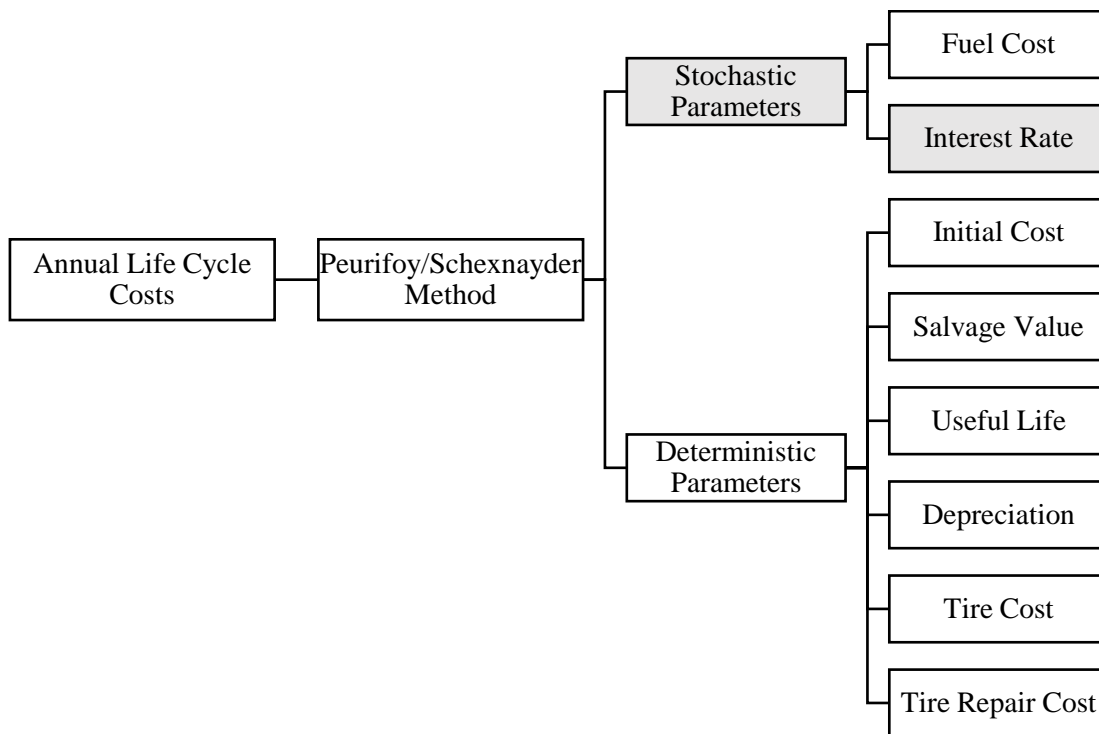 Annual Life Cycle
Costs
Peurifoy/Schexnayder
Method
Stochastic
Parameters
Fuel Cost
Interest Rate
Deterministic
Parameters
Initial Cost
Salvage Value
Useful Life
Depreciation
Tire Cost
Tire Repair Cost